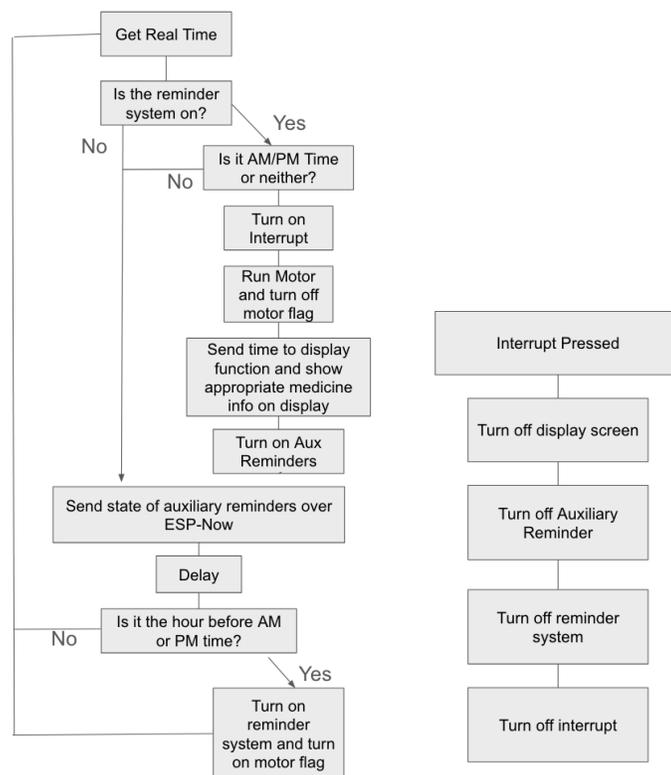 Get Real Time
Is the reminder
system on?
Yes
No
Is it AM/PM Time
or neither?
No
Turn on
Interrupt
Run Motor
and turn off
motor flag
Send time to display
function and show
appropriate medicine
info on display
Turn on Aux
Reminders
Send state of auxiliary reminders over
ESP-Now
Delay
Is it the hour before AM
or PM time?
No
Yes
Turn on
reminder
system and turn
on motor flag
Interrupt Pressed
Turn off display screen
Turn off Auxiliary
Reminder
Turn off reminder
system
Turn off interrupt